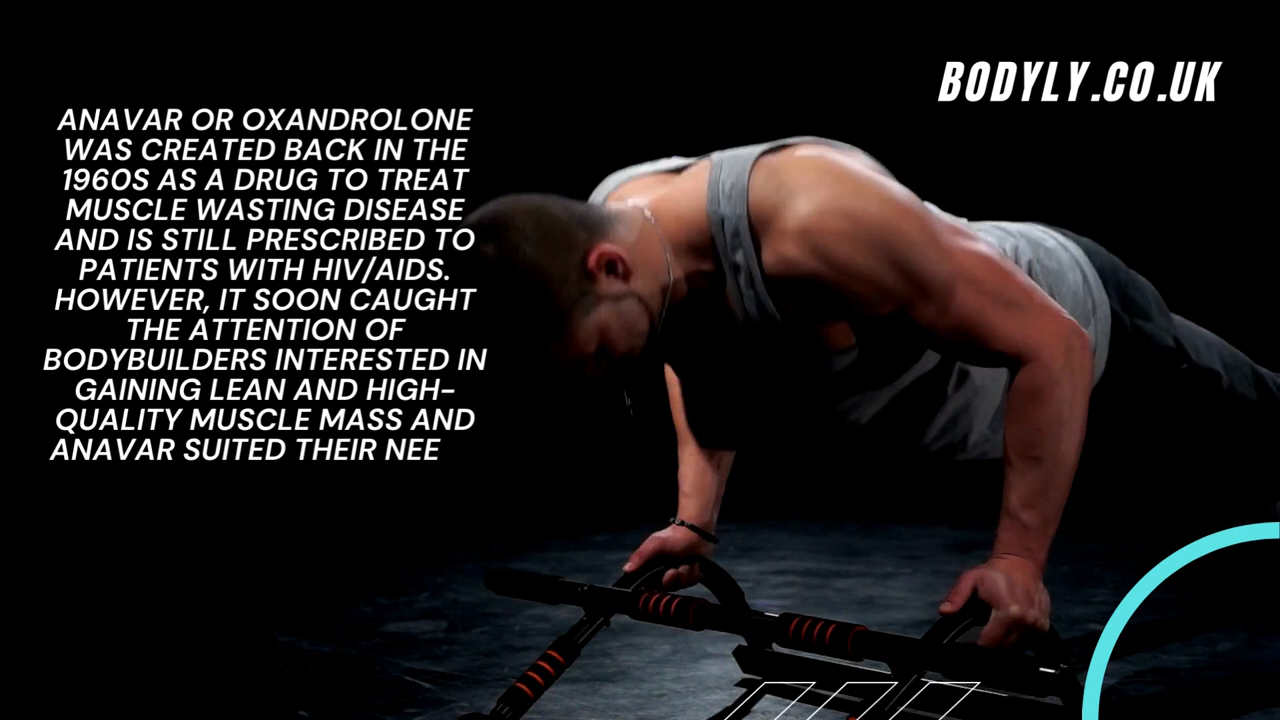 BODYLY.CO.UK
ANAVAR OR OXANDROLONE
WAS CREATED BACK IN THE
1960S AS A DRUG TO TREAT
MUSCLE WASTING DISEASE
AND IS STILL PRESCRIBED TO
PATIENTS WITH HIV/AIDS.
HOWEVER, IT SOON CAUGHT
THE ATTENTION OF
BODYBUILDERS INTERESTED IN
GAINING LEAN AND HIGH-
QUALITY MUSCLE MASS AND
ANAVAR SUITED THEIR NEE